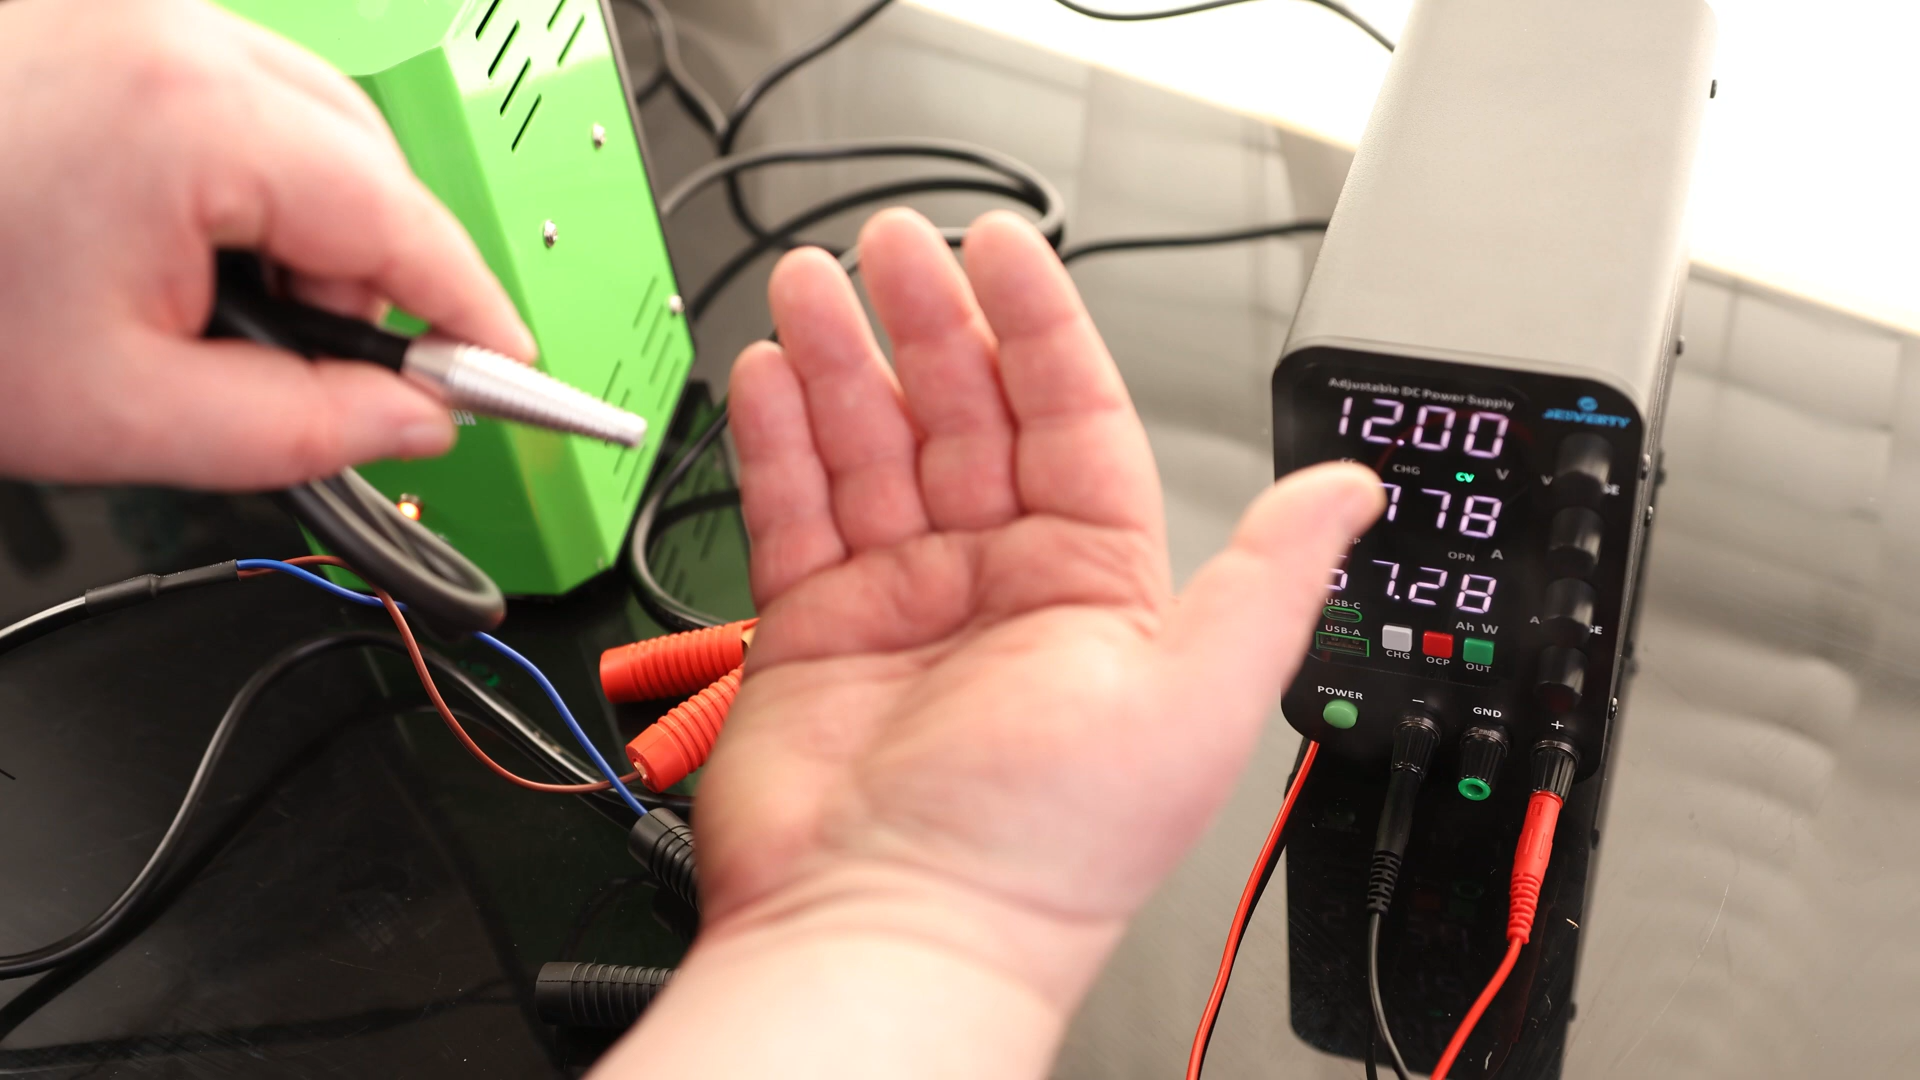 Adjustable DC Power Supply
JESVERTY
12.00
CHG CV V V
778
OPN A
7.28
USB-C
Ah W
USB-A
CHG OCP OUT
A
POWER
− GND +